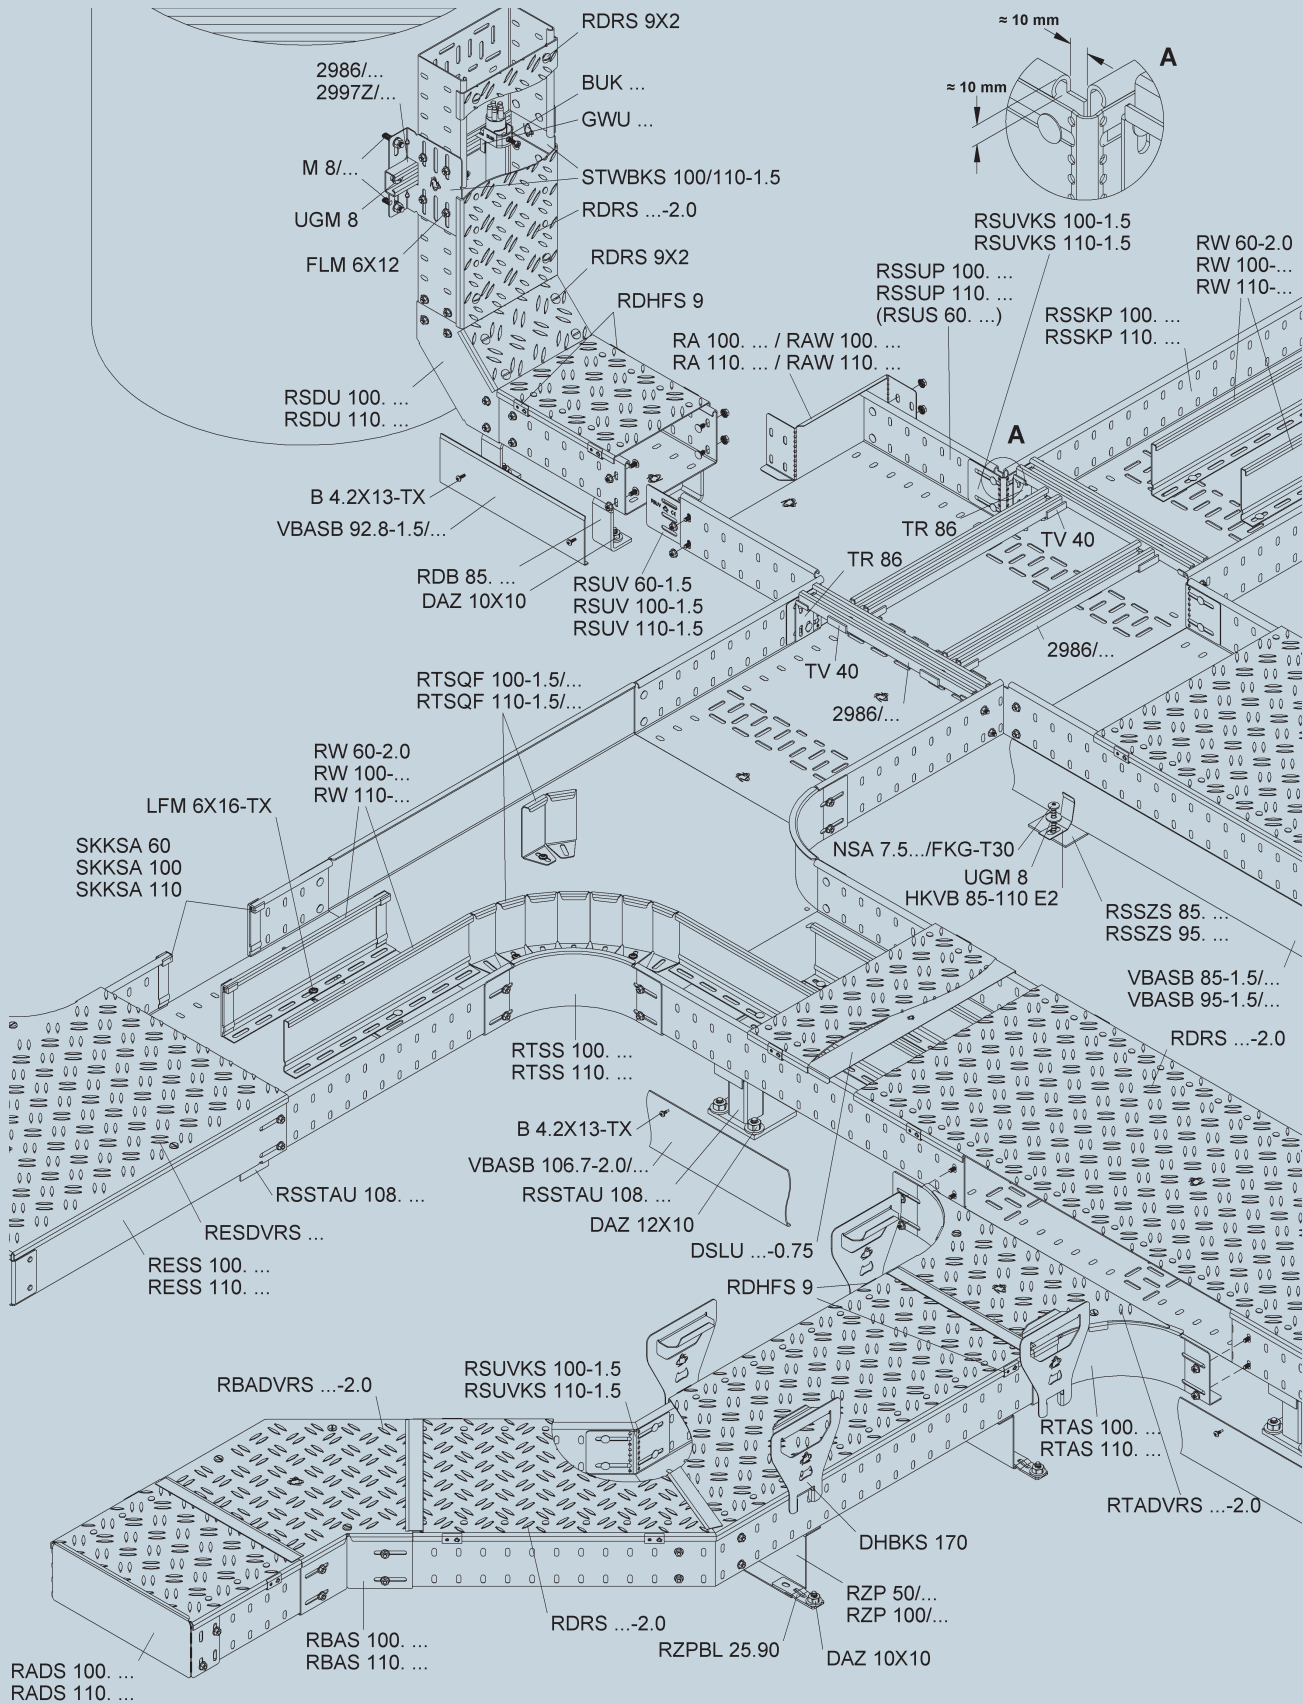 RDRS 9X2
≈ 10 mm
A
2986/...
2997Z/...
BUK ...
≈ 10 mm
GWU ...
M 8/...
STWBKS 100/110-1.5
UGM 8
RDRS ...-2.0
FLM 6X12
RDRS 9X2
RSUVKS 100-1.5
RSUVKS 110-1.5
RW 60-2.0
RW 100-...
RW 110-...
RSSUP 100. ...
RSSUP 110. ...
(RSUS 60. ...)
RDHFS 9
RSSKP 100. ...
RSSKP 110. ...
RA 100. ... / RAW 100. ...
RA 110. ... / RAW 110. ...
RSDU 100. ...
RSDU 110. ...
A
B 4.2X13-TX
VBASB 92.8-1.5/...
TR 86
TV 40
TR 86
RDB 85. ...
DAZ 10X10
RSUV 60-1.5
RSUV 100-1.5
RSUV 110-1.5
2986/...
TV 40
RTSQF 100-1.5/...
RTSQF 110-1.5/...
2986/...
RW 60-2.0
RW 100-...
RW 110-...
LFM 6X16-TX
SKKSA 60
SKKSA 100
SKKSA 110
NSA 7.5.../FKG-T30
UGM 8
HKVB 85-110 E2
RSSZS 85. ...
RSSZS 95. ...
VBASB 85-1.5/...
VBASB 95-1.5/...
RDRS ...-2.0
RTSS 100. ...
RTSS 110. ...
B 4.2X13-TX
VBASB 106.7-2.0/...
RSSTAU 108. ...
RSSTAU 108. ...
DAZ 12X10
RESDVRS ...
DSLU ...-0.75
RESS 100. ...
RESS 110. ...
RDHFS 9
RSUVKS 100-1.5
RSUVKS 110-1.5
RBADVRS ...-2.0
RTAS 100. ...
RTAS 110. ...
RTADVRS ...-2.0
DHBKS 170
RZP 50/...
RZP 100/...
RDRS ...-2.0
RBAS 100. ...
RBAS 110. ...
RZPBL 25.90
DAZ 10X10
RADS 100. ...
RADS 110. ...